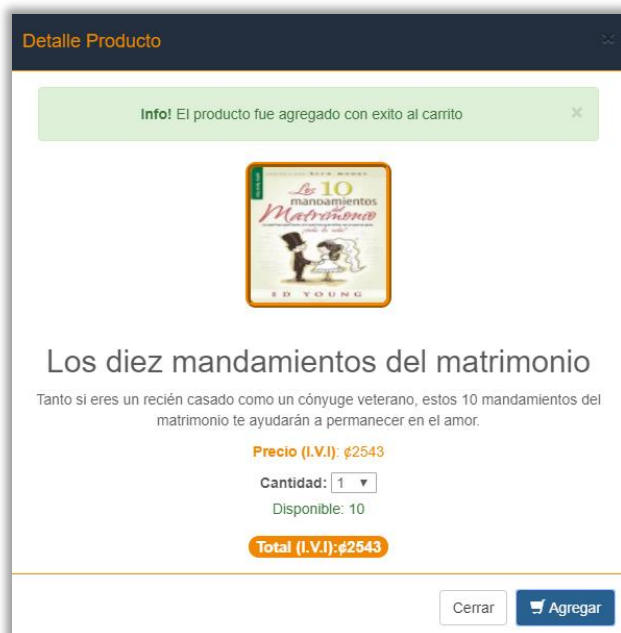 Detalle Producto
×
Info! El producto fue agregado con exito al carrito
×
Los 10
mandamientos
del
Matrimonio
ED YOUNG
Los diez mandamientos del matrimonio
Tanto si eres un recién casado como un cónyuge veterano, estos 10 mandamientos del
matrimonio te ayudarán a permanecer en el amor.
Precio (I.V.I): ¢2543
Cantidad: 1
Disponible: 10
Total (I.V.I):¢2543
Cerrar
Agregar